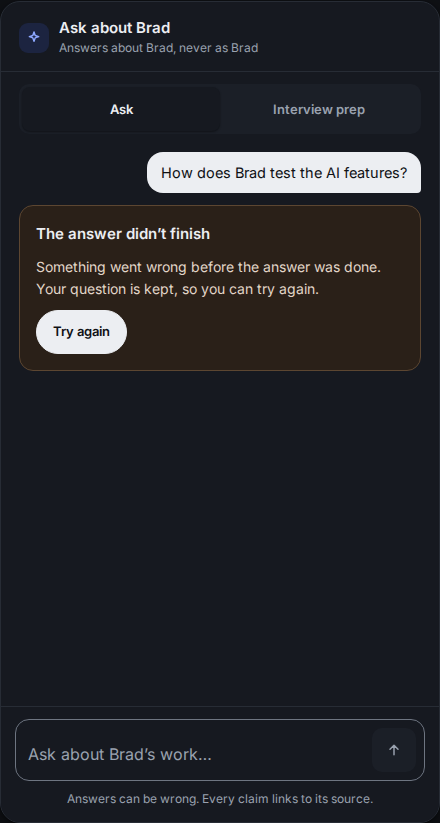 Ask about Brad
Answers about Brad, never as Brad
Ask
Interview prep
How does Brad test the AI features?
The answer didn’t finish
Something went wrong before the answer was done.
Your question is kept, so you can try again.
Try again
Ask about Brad’s work...
Answers can be wrong. Every claim links to its source.